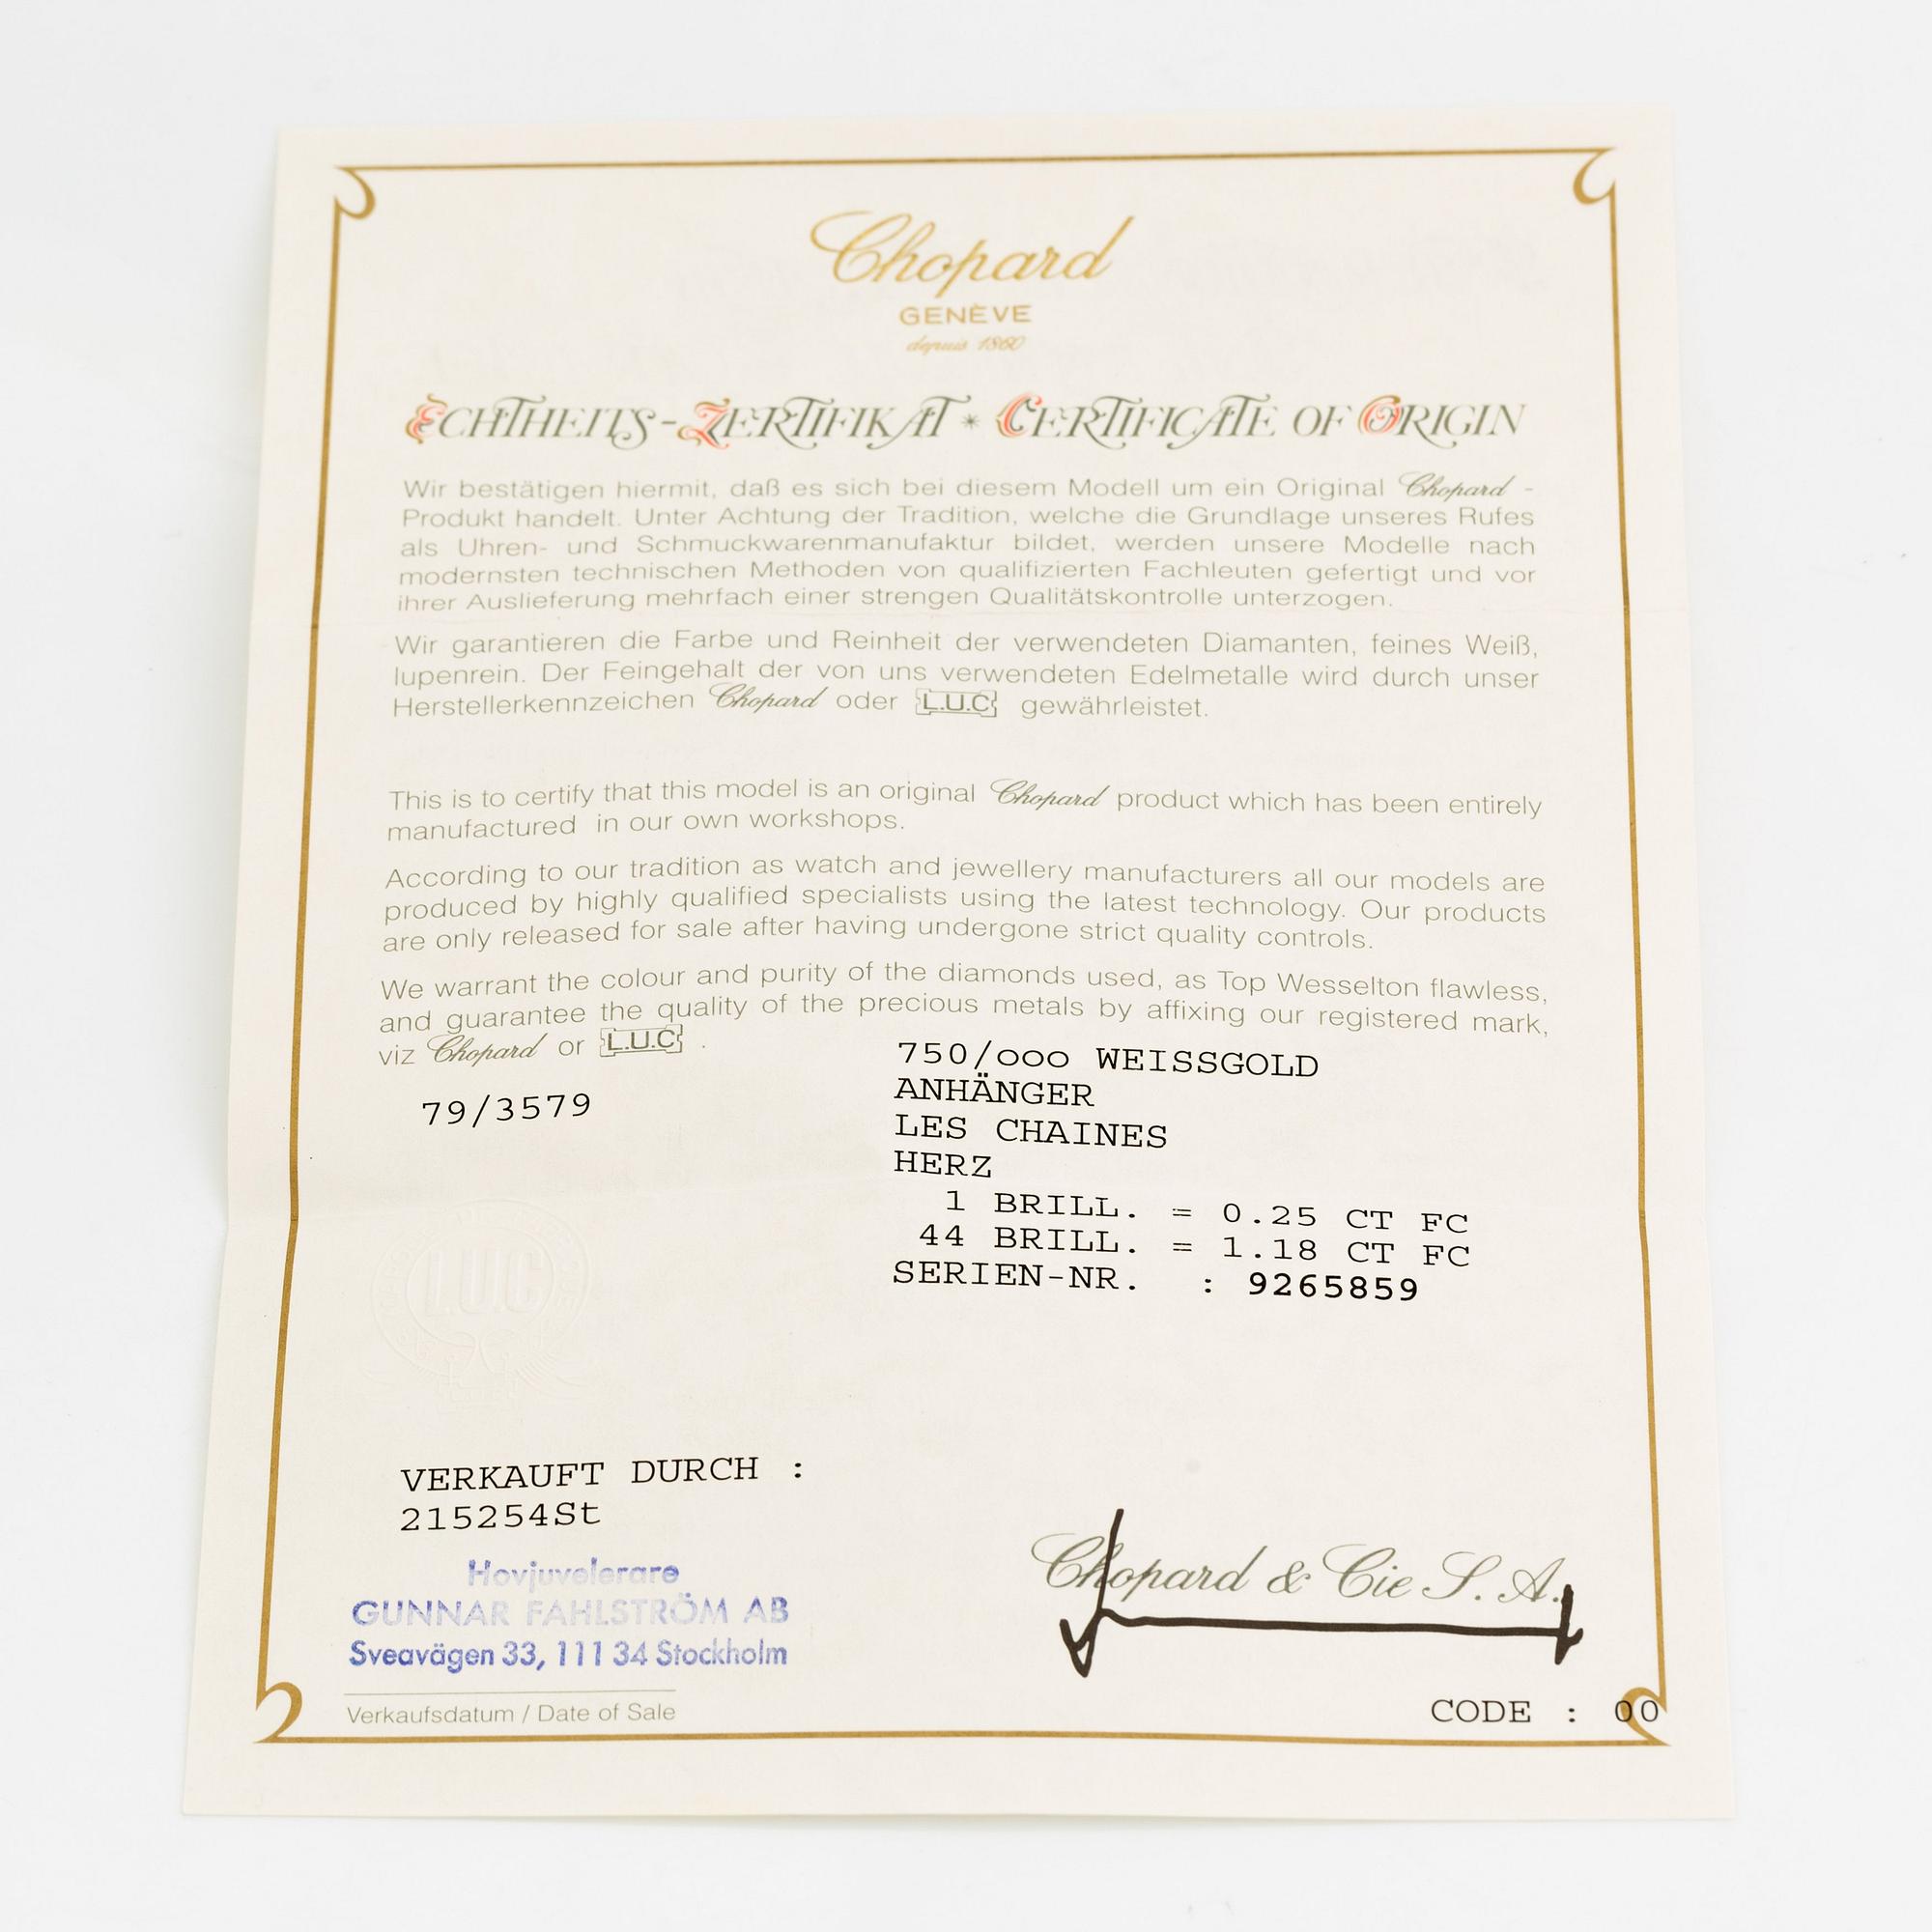 Chopard
GENÈVE
depuis 1860
ECHTHEITS-ZERTIFIKAT * CERTIFICATE OF ORIGIN
Wir bestätigen hiermit, daß es sich bei diesem Modell um ein Original Chopard -
Produkt handelt. Unter Achtung der Tradition, welche die Grundlage unseres Rufes
als Uhren- und Schmuckwarenmanufaktur bildet, werden unsere Modelle nach
modernsten technischen Methoden von qualifizierten Fachleuten gefertigt und vor
ihrer Auslieferung mehrfach einer strengen Qualitätskontrolle unterzogen.
Wir garantieren die Farbe und Reinheit der verwendeten Diamanten, feines Weiß,
lupenrein. Der Feingehalt der von uns verwendeten Edelmetalle wird durch unser
Herstellerkennzeichen Chopard oder L.U.C gewährleistet.
This is to certify that this model is an original Chopard product which has been entirely
manufactured in our own workshops.
According to our tradition as watch and jewellery manufacturers all our models are
produced by highly qualified specialists using the latest technology. Our products
are only released for sale after having undergone strict quality controls.
We warrant the colour and purity of the diamonds used, as Top Wesselton flawless,
and guarantee the quality of the precious metals by affixing our registered mark,
viz Chopard or L.U.C .
79/3579
750/ooo WEISSGOLD
ANHÄNGER
LES CHAINES
HERZ
1 BRILL. = 0.25 CT FC
44 BRILL. = 1.18 CT FC
SERIEN-NR. : 9265859
L.U.C
VERKAUFT DURCH :
215254St
Hovjuvelerare
GUNNAR FAHLSTRÖM AB
Sveavägen 33, 111 34 Stockholm
Verkaufsdatum / Date of Sale
Chopard & Cie S. A.
CODE : 00